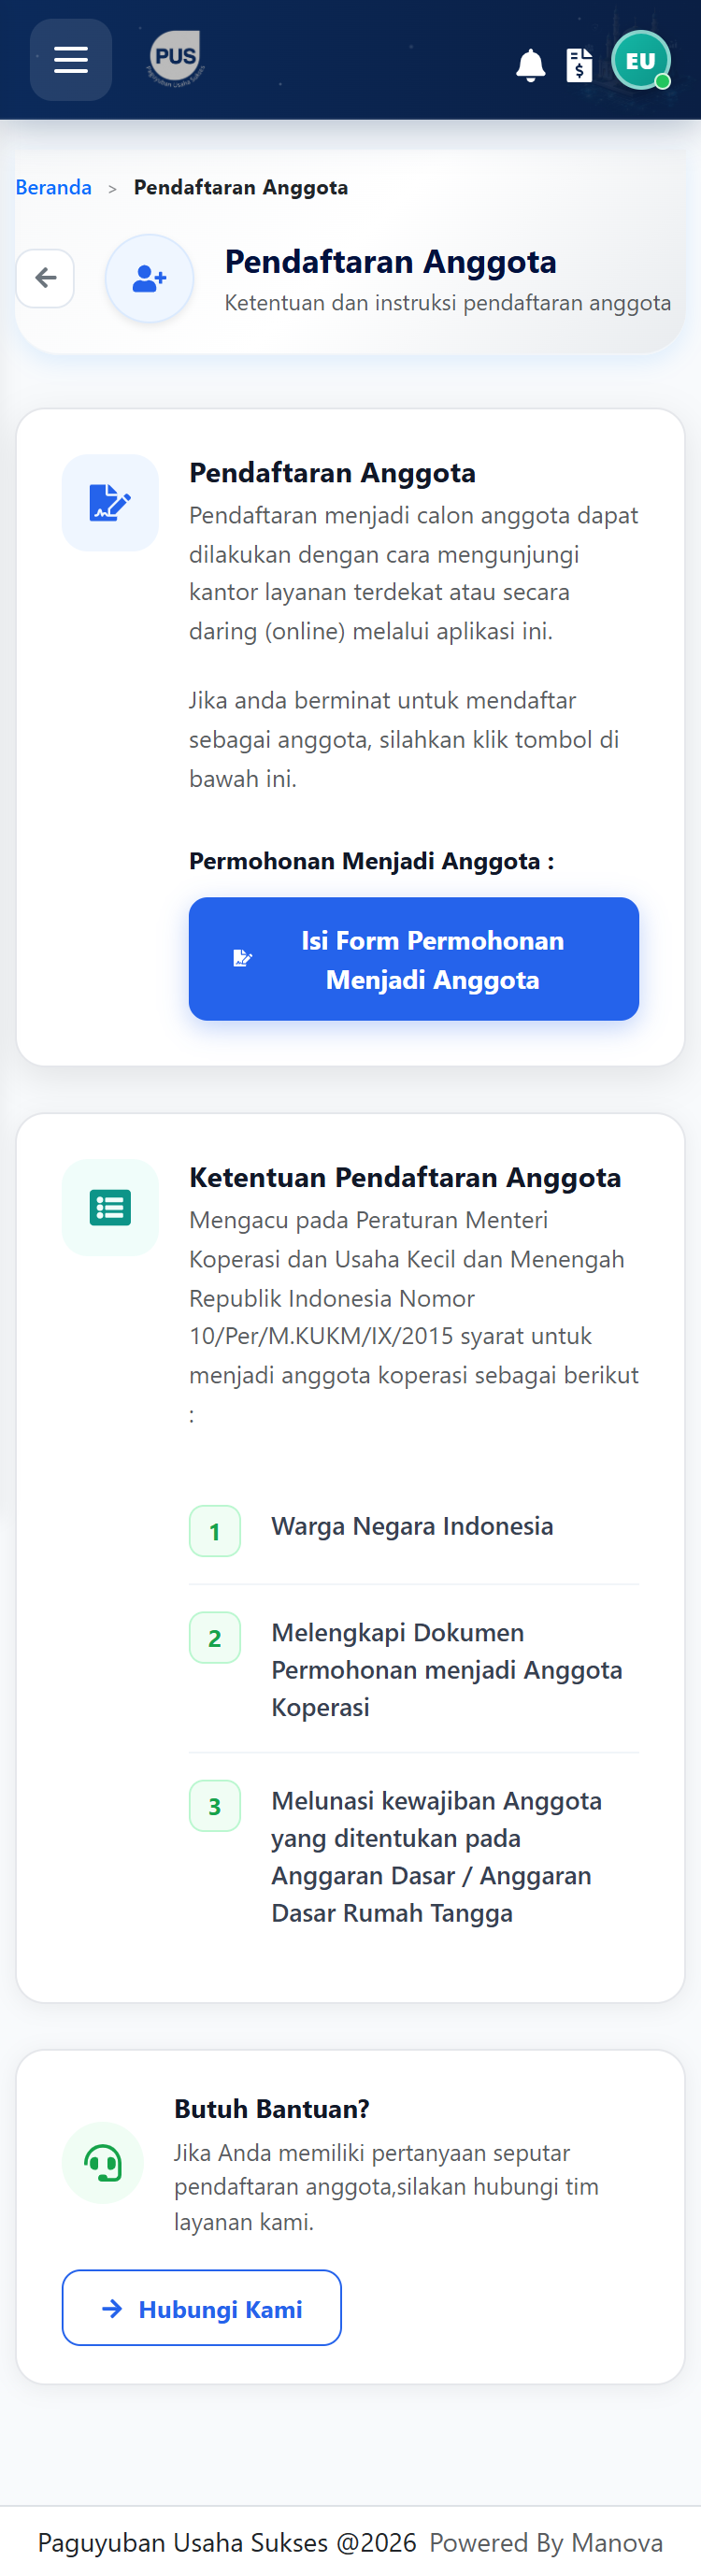 PUS
Paguyuban Usaha Sukses
EU
Beranda > Pendaftaran Anggota
Pendaftaran Anggota
Ketentuan dan instruksi pendaftaran anggota
Pendaftaran Anggota
Pendaftaran menjadi calon anggota dapat
dilakukan dengan cara mengunjungi
kantor layanan terdekat atau secara
daring (online) melalui aplikasi ini.
Jika anda berminat untuk mendaftar
sebagai anggota, silahkan klik tombol di
bawah ini.
Permohonan Menjadi Anggota :
Isi Form Permohonan
Menjadi Anggota
Ketentuan Pendaftaran Anggota
Mengacu pada Peraturan Menteri
Koperasi dan Usaha Kecil dan Menengah
Republik Indonesia Nomor
10/Per/M.KUKM/IX/2015 syarat untuk
menjadi anggota koperasi sebagai berikut
:
1 Warga Negara Indonesia
2 Melengkapi Dokumen
Permohonan menjadi Anggota
Koperasi
3 Melunasi kewajiban Anggota
yang ditentukan pada
Anggaran Dasar / Anggaran
Dasar Rumah Tangga
Butuh Bantuan?
Jika Anda memiliki pertanyaan seputar
pendaftaran anggota,silakan hubungi tim
layanan kami.
Hubungi Kami
Paguyuban Usaha Sukses @2026 Powered By Manova